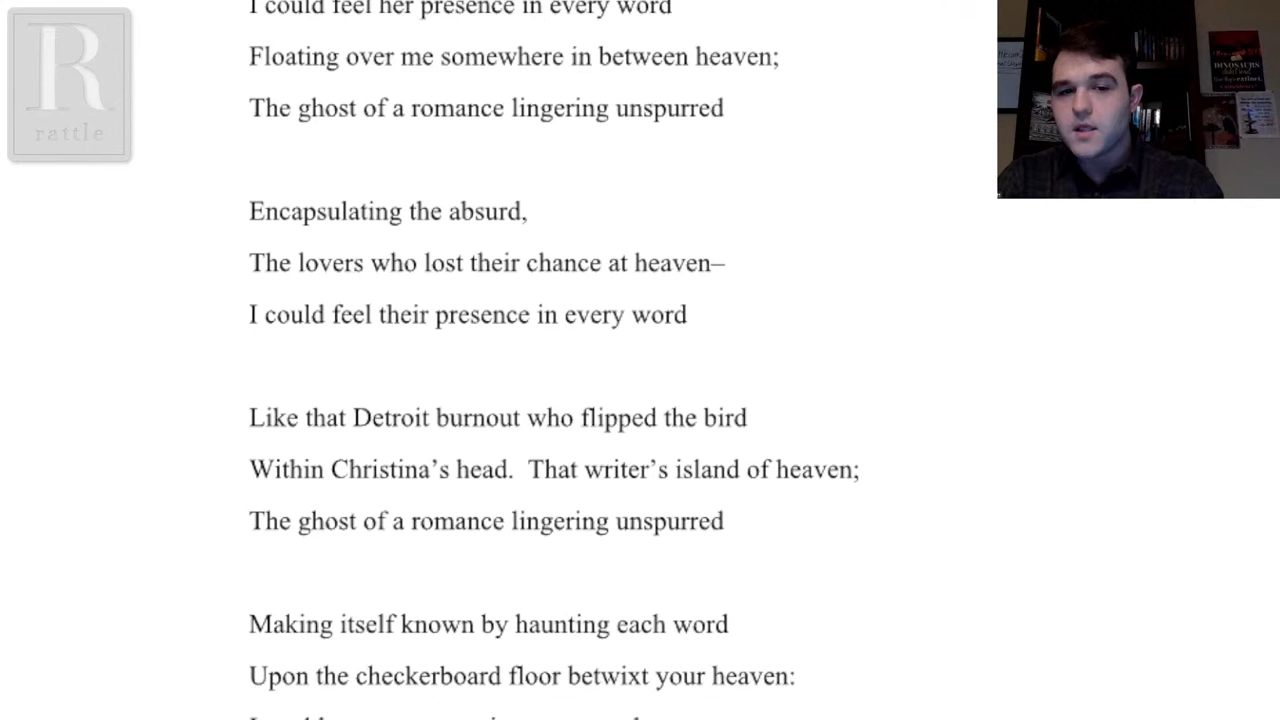 I could feel her presence in every word
Floating over me somewhere in between heaven;
The ghost of a romance lingering unspurred
Encapsulating the absurd,
The lovers who lost their chance at heaven–
I could feel their presence in every word
Like that Detroit burnout who flipped the bird
Within Christina’s head.  That writer’s island of heaven;
The ghost of a romance lingering unspurred
Making itself known by haunting each word
Upon the checkerboard floor betwixt your heaven:
R
rattle
DINOSAURS